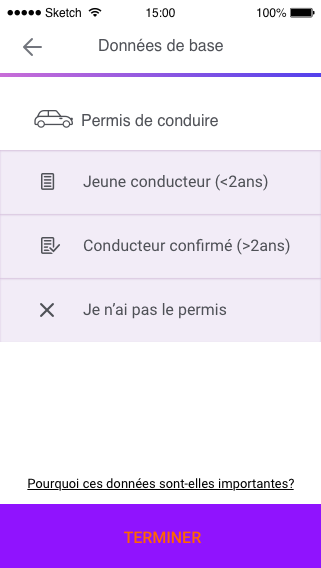 Sketch 15:00 100%
Données de base
Permis de conduire
Jeune conducteur (<2ans)
Conducteur confirmé (>2ans)
Je n’ai pas le permis
Pourquoi ces données sont-elles importantes?
TERMINER